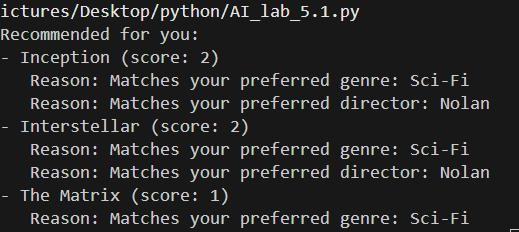 ictures/Desktop/python/AI_lab_5.1.py
Recommended for you:
- Inception (score: 2)
   Reason: Matches your preferred genre: Sci-Fi
   Reason: Matches your preferred director: Nolan
- Interstellar (score: 2)
   Reason: Matches your preferred genre: Sci-Fi
   Reason: Matches your preferred director: Nolan
- The Matrix (score: 1)
   Reason: Matches your preferred genre: Sci-Fi